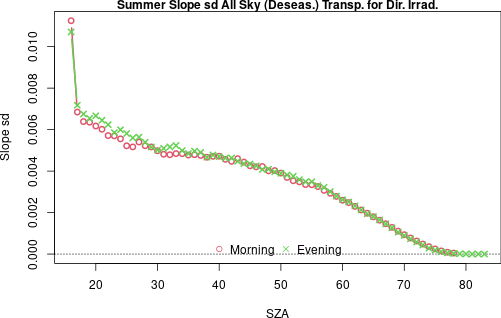 Summer Slope sd All Sky (Deseas.) Transp. for Dir. Irrad.
Slope sd
0.010
0.008
0.006
0.004
0.002
0.000
Morning Evening
20 30 40 50 60 70 80
SZA